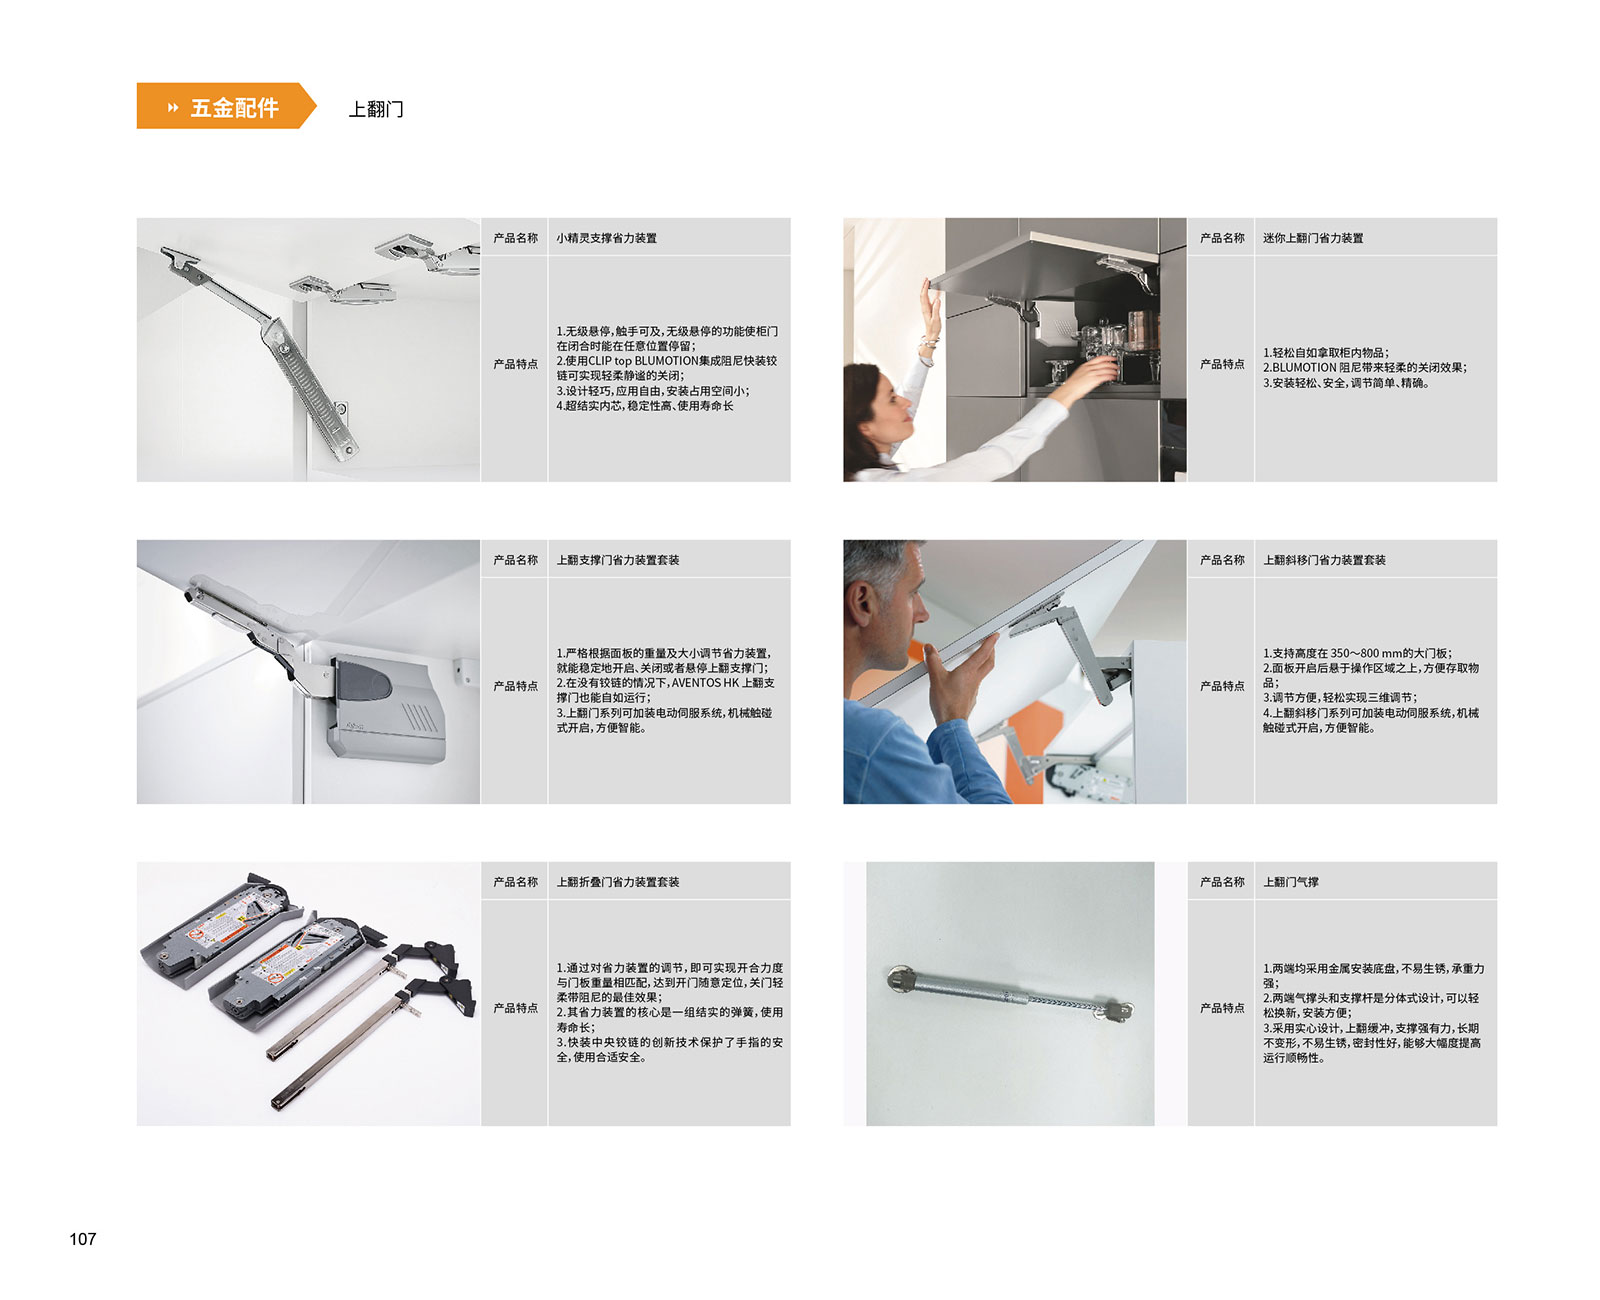 五金配件
上翻门
产品名称
小精灵支撑省力装置
产品特点
1.无级悬停，触手可及，无级悬停的功能使柜门
在闭合时能在任意位置停留；
2.使用CLIP top BLUMOTION集成阻尼快装铰
链可实现轻柔静谧的关闭；
3.设计轻巧，应用自由，安装占用空间小；
4.超结实内芯，稳定性高、使用寿命长
产品名称
迷你上翻门省力装置
产品特点
1.轻松自如拿取柜内物品；
2.BLUMOTION 阻尼带来轻柔的关闭效果；
3.安装轻松、安全，调节简单、精确。
产品名称
上翻支撑门省力装置套装
产品特点
1.严格根据面板的重量及大小调节省力装置，
就能稳定地开启、关闭或者悬停上翻支撑门；
2.在没有铰链的情况下，AVENTOS HK 上翻支
撑门也能自如运行；
3.上翻门系列可加装电动伺服系统，机械触碰
式开启，方便智能。
产品名称
上翻斜移门省力装置套装
产品特点
1.支持高度在 350～800 mm的大门板；
2.面板开启后悬于操作区域之上，方便存取物
品；
3.调节方便，轻松实现三维调节；
4.上翻斜移门系列可加装电动伺服系统，机械
触碰式开启，方便智能。
产品名称
上翻折叠门省力装置套装
产品特点
1.通过对省力装置的调节，即可实现开合力度
与门板重量相匹配，达到开门随意定位，关门轻
柔带阻尼的最佳效果；
2.其省力装置的核心是一组结实的弹簧，使用
寿命长；
3.快装中央铰链的创新技术保护了手指的安
全，使用合适安全。
产品名称
上翻门气撑
产品特点
1.两端均采用金属安装底盘，不易生锈，承重力
强；
2.两端气撑头和支撑杆是分体式设计，可以轻
松换新，安装方便；
3.采用实心设计，上翻缓冲，支撑强有力，长期
不变形，不易生锈，密封性好，能够大幅度提高
运行顺畅性。
107